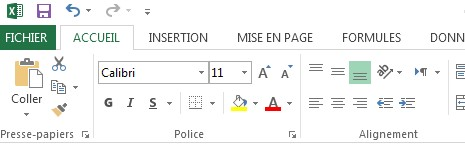 FICHIER ACCUEIL INSERTION MISE EN PAGE FORMULES DONN
Calibri 11 A A
Coller G I S A
Presse-papiers Police Alignement